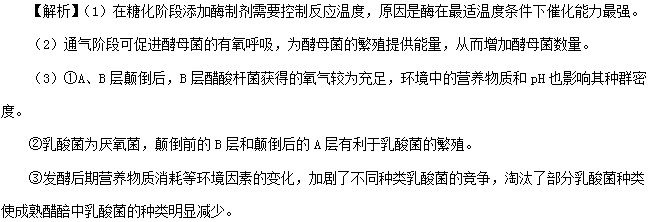 【解析】（1）在糖化阶段添加酶制剂需要控制反应温度，原因是酶在最适温度条件下催化能力最强。
（2）通气阶段可促进酵母菌的有氧呼吸，为酵母菌的繁殖提供能量，从而增加酵母菌数量。
（3）①A、B 层颠倒后，B 层醋酸杆菌获得的氧气较为充足，环境中的营养物质和 pH 也影响其种群密
度。
②乳酸菌为厌氧菌，颠倒前的 B 层和颠倒后的 A 层有利于乳酸菌的繁殖。
③发酵后期营养物质消耗等环境因素的变化，加剧了不同种类乳酸菌的竞争，淘汰了部分乳酸菌种类
使成熟醋醅中乳酸菌的种类明显减少。